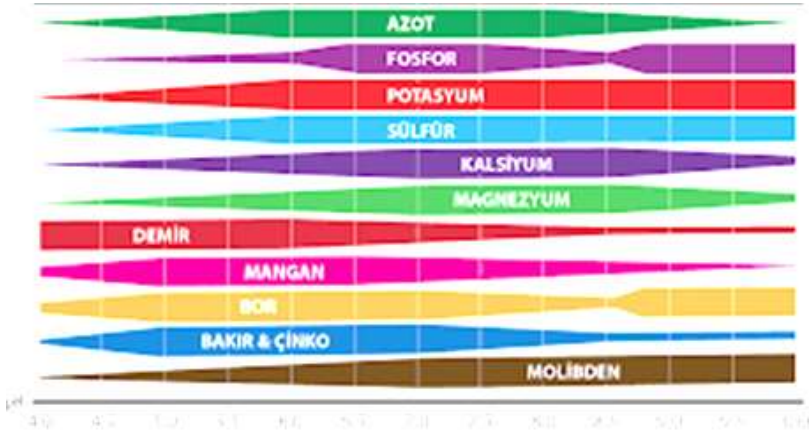 AZOT
FOSFOR
POTASYUM
SÜLFÜR
KALSİYUM
MAGNEZYUM
DEMİR
MANGAN
BOR
BAKIR & ÇİNKO
MOLİBDEN